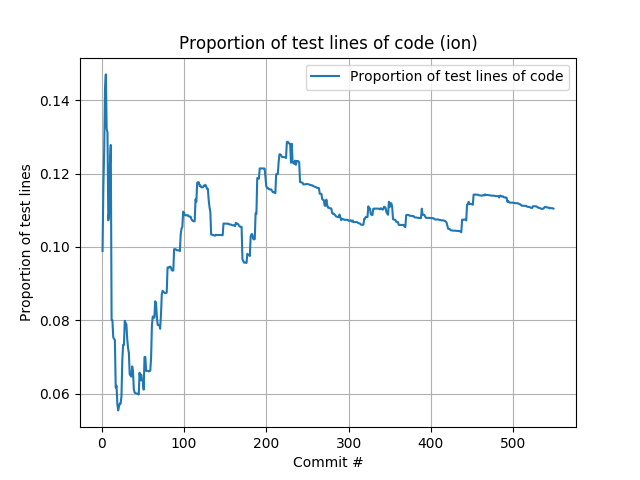 Proportion of test lines of code (ion)
Proportion of test lines of code
Proportion of test lines
0.14
0.12
0.10
0.08
0.06
0 100 200 300 400 500
Commit #